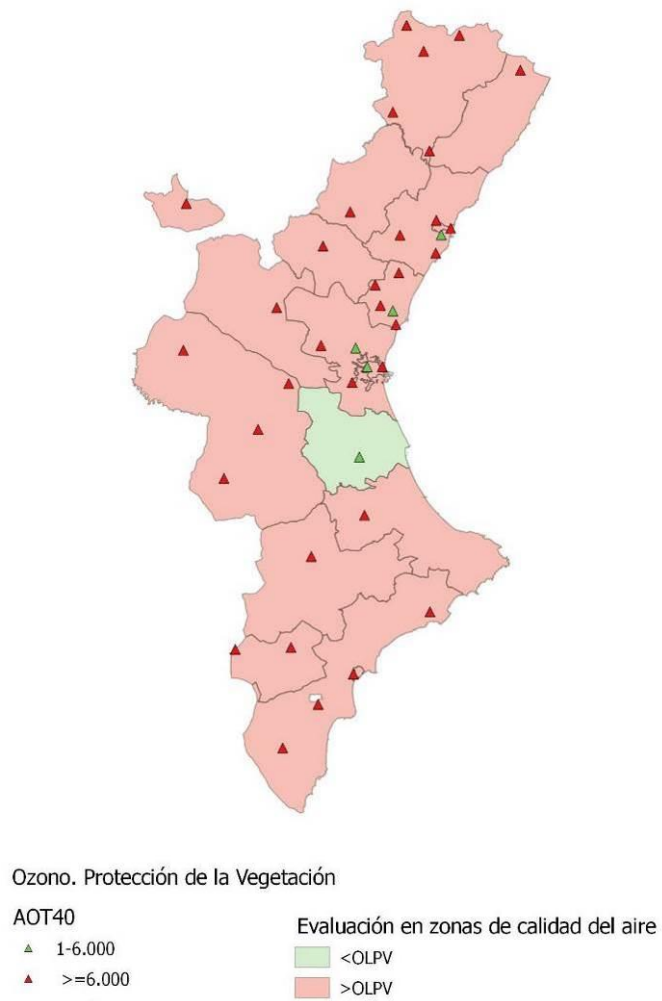 Ozono. Protección de la Vegetación
AOT40
1-6.000
>=6.000
Evaluación en zonas de calidad del aire
<OLPV
>OLPV